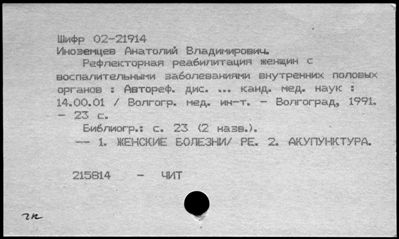 Шифр 02-21914
Иноземцев Анатолий Владимирович.
Рефлекторная реабилитация женщин с
воспалительными заболеваниями внутренних половых
органов : Автореф. дис. ... канд. мед. наук :
14.00.01 / Волгогр. мед. ин-т. - Волгоград, 1991.
- 23 с.
Библиогр.: с. 23 (2 назв.).
-- 1. ЖЕНСКИЕ БОЛЕЗНИ/ РЕ. 2. АКУПУНКТУРА.
215814 - ЧИТ